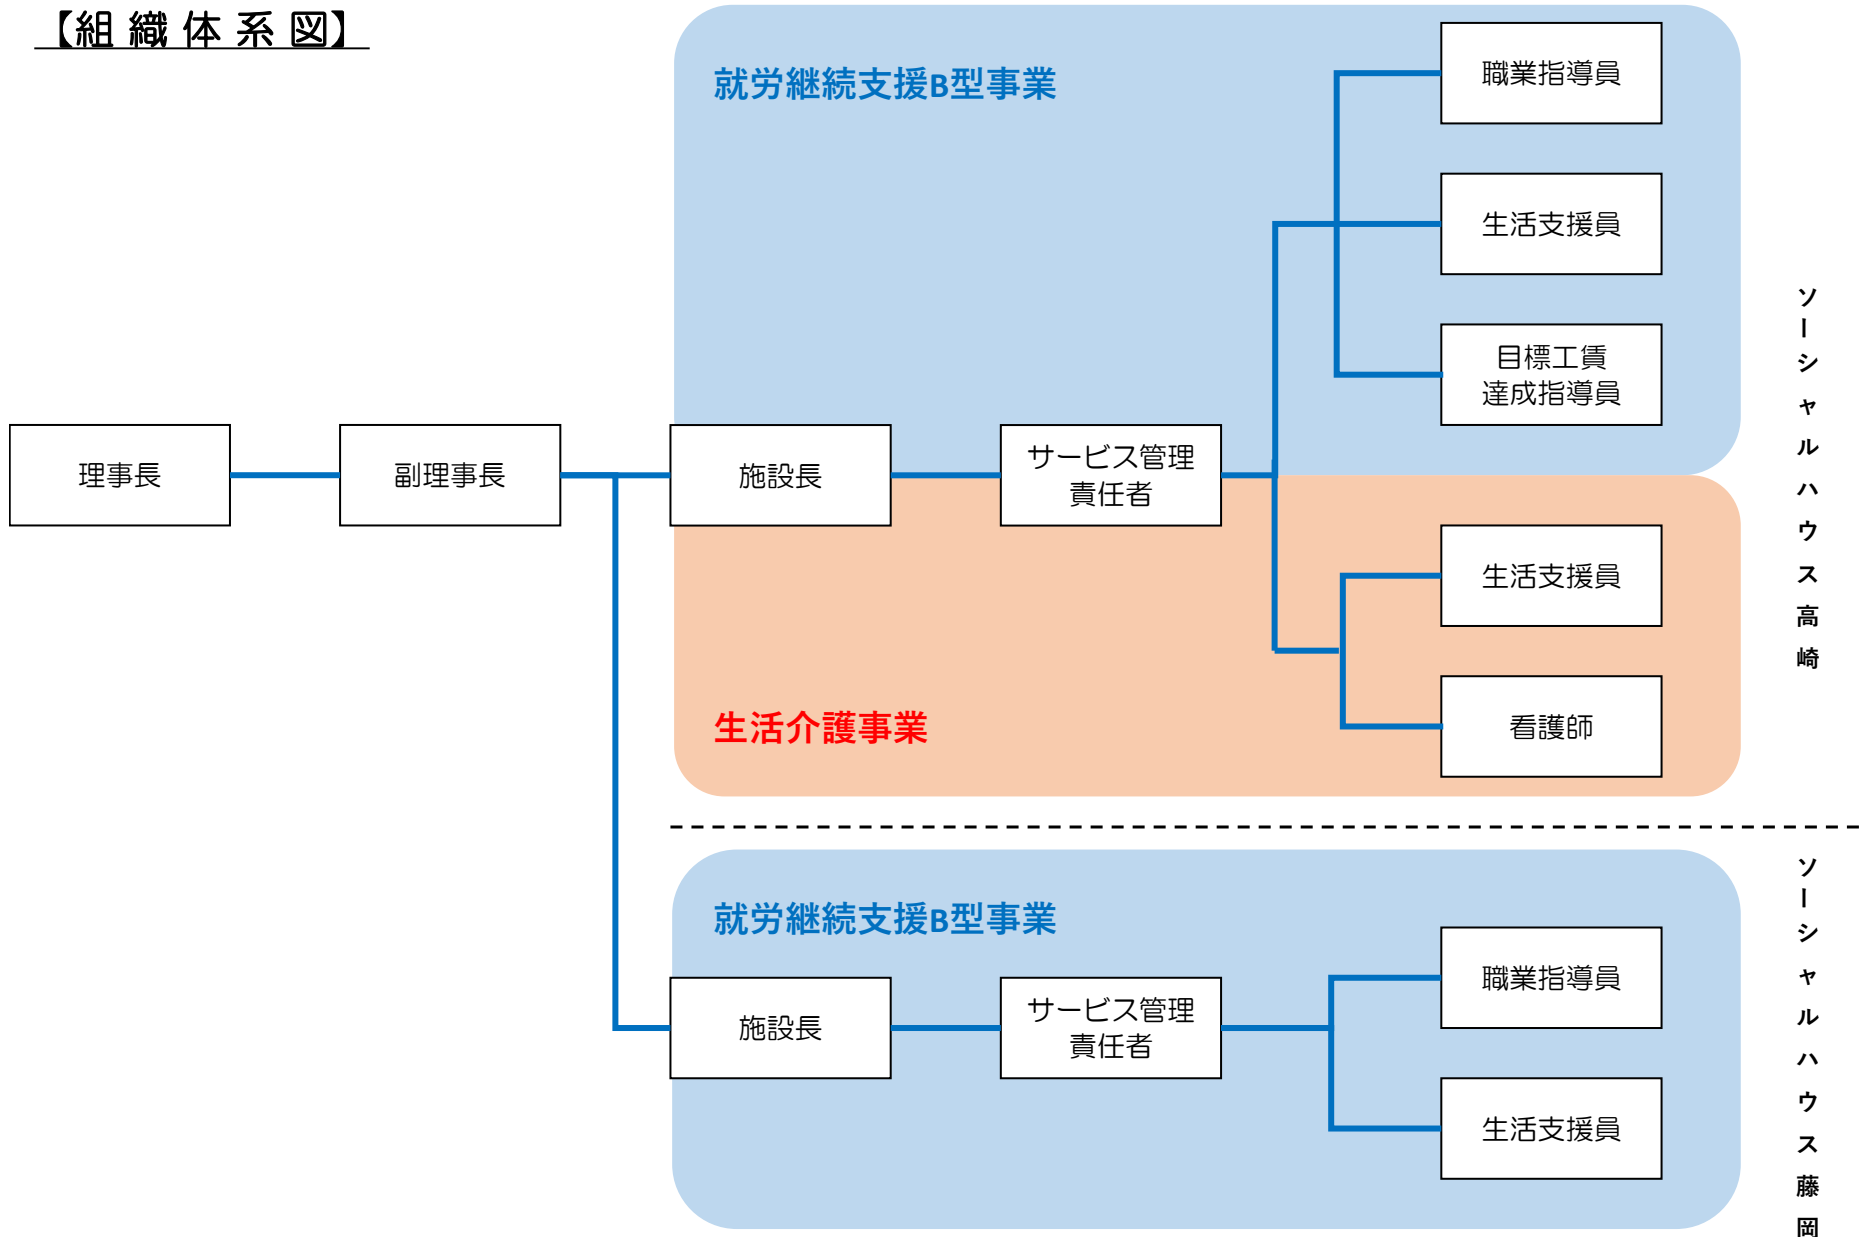 【組織体系図】
就労継続支援B型事業
職業指導員
生活支援員
目標工賃
達成指導員
理事長
副理事長
施設長
サービス管理
責任者
生活支援員
看護師
生活介護事業
ソーシャルハウス高崎
就労継続支援B型事業
職業指導員
施設長
サービス管理
責任者
生活支援員
ソーシャルハウス藤岡